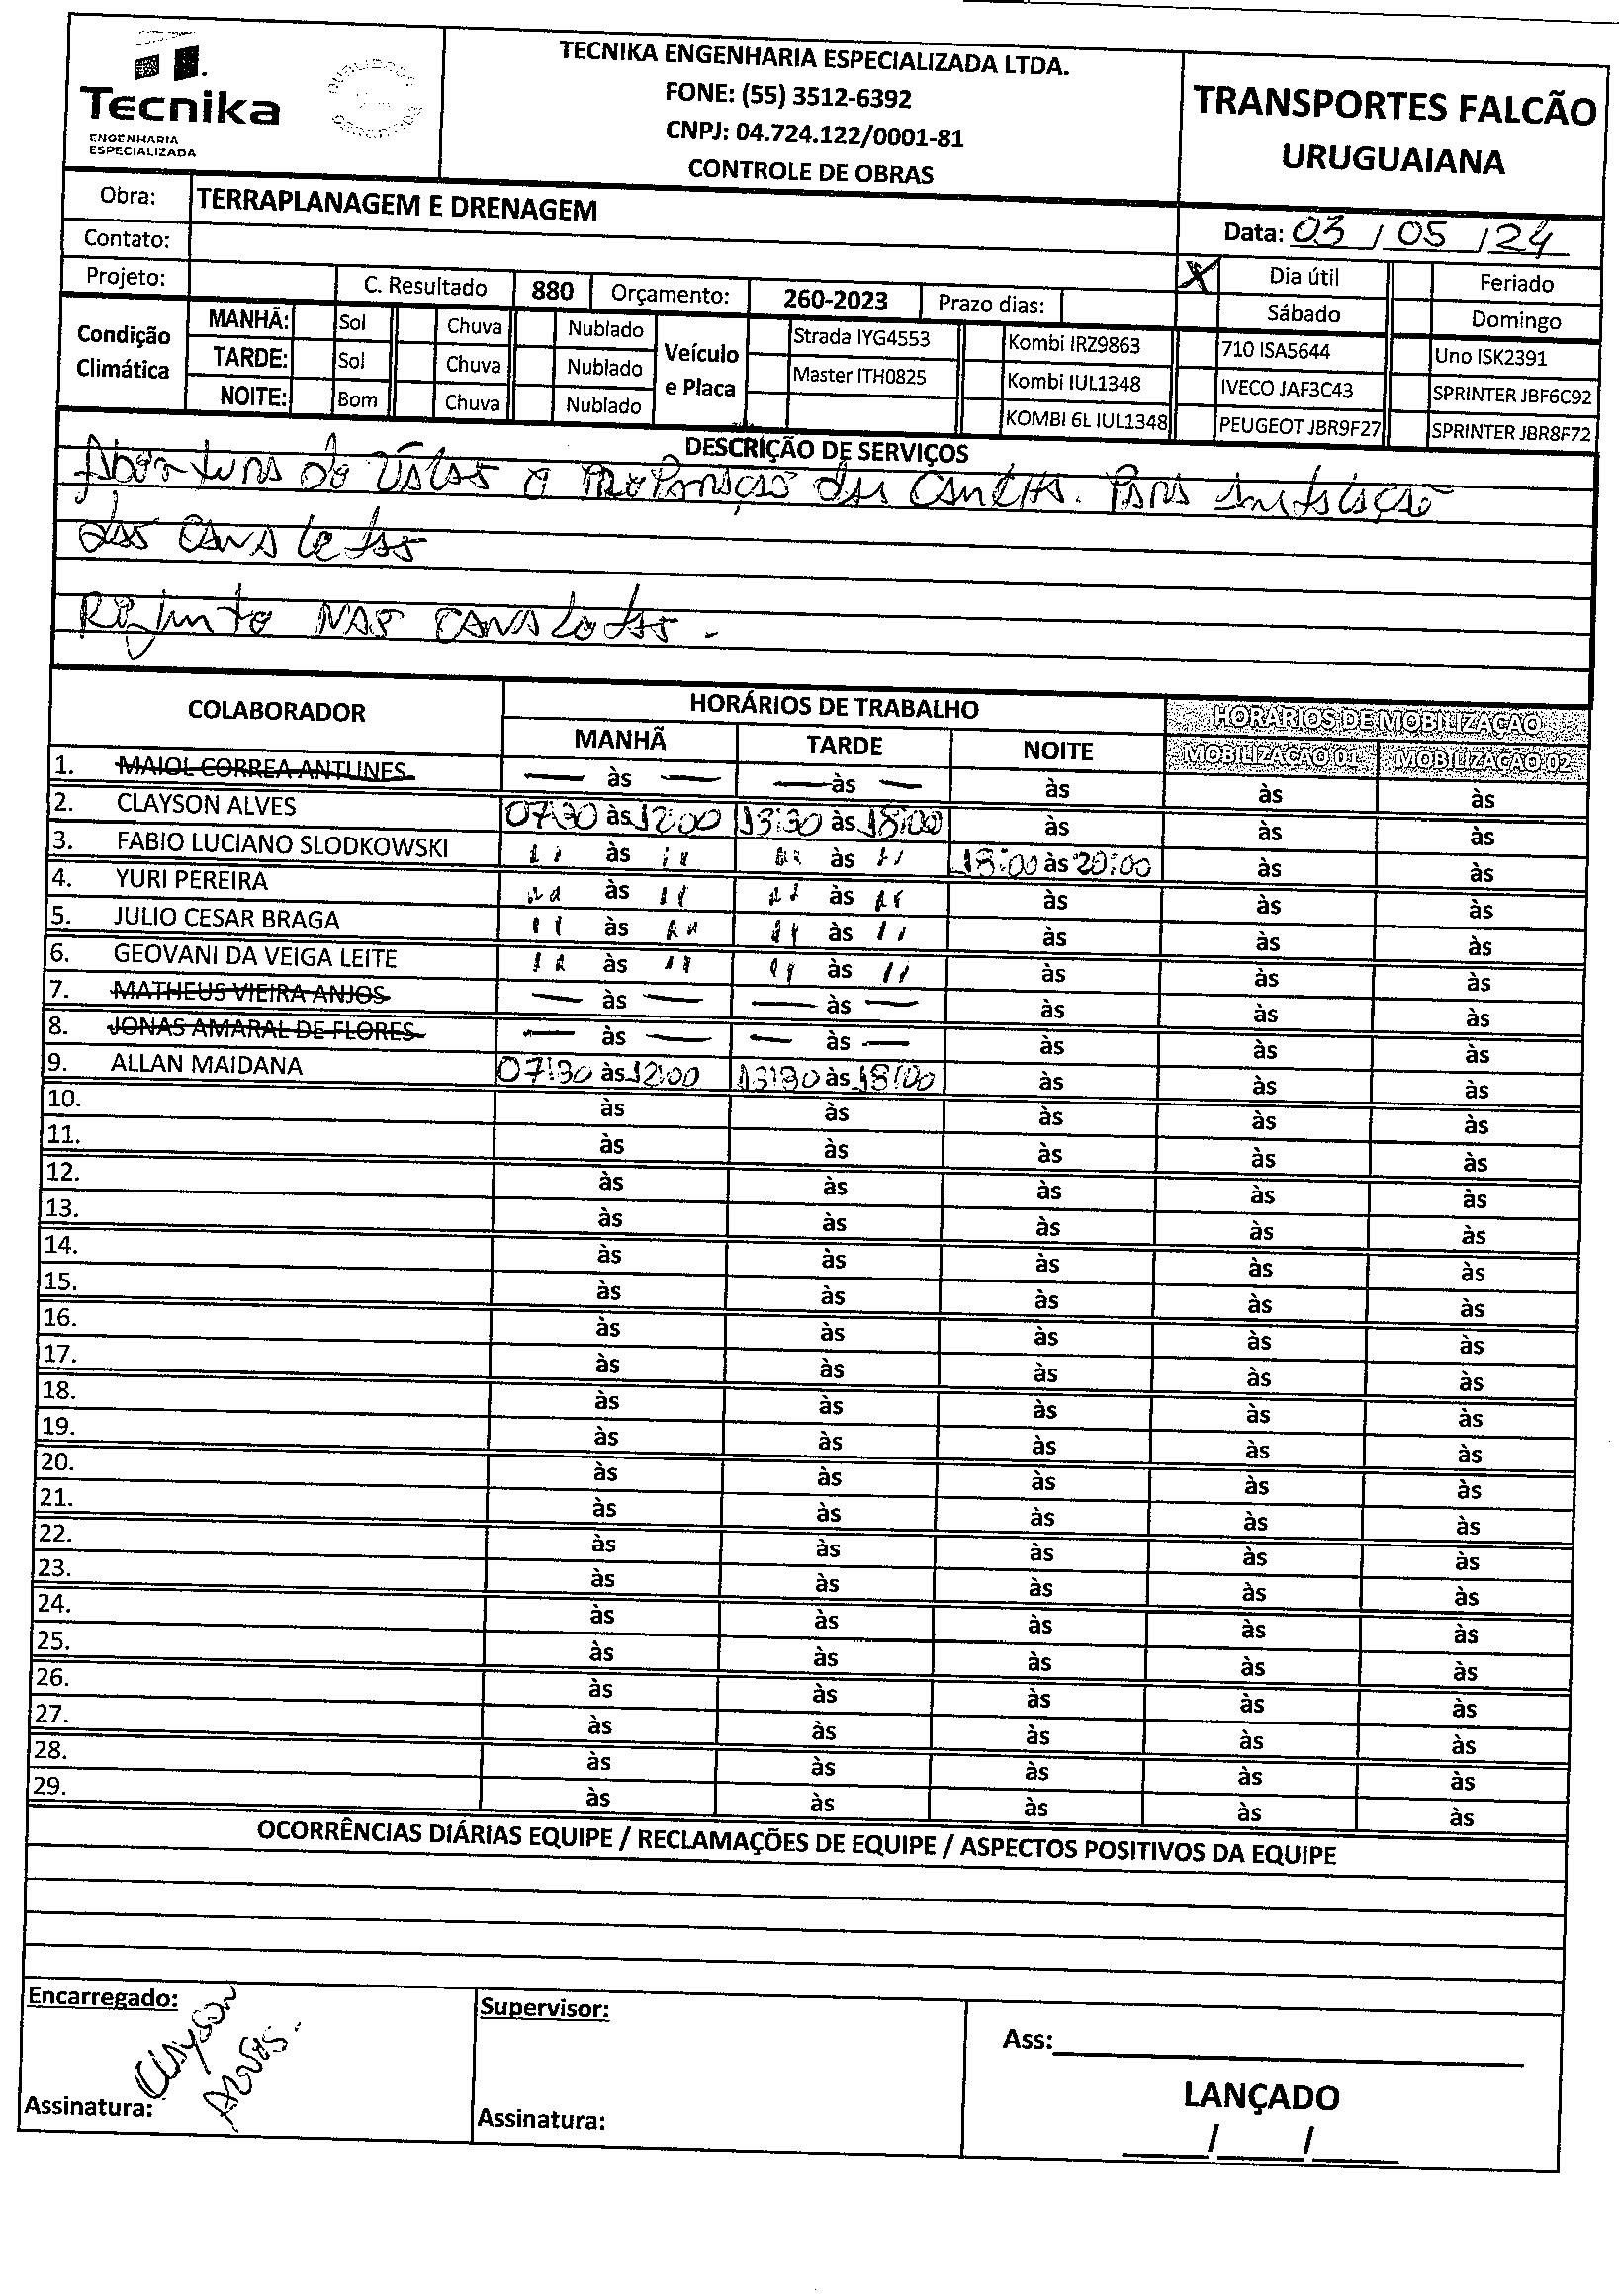 Tecnika
ENGENHARIA
ESPECIALIZADA
TECNIKA ENGENHARIA ESPECIALIZADA LTDA.
FONE: (55) 3512-6392
CNPJ: 04.724.122/0001-81
CONTROLE DE OBRAS
TRANSPORTES FALCÃO
URUGUAIANA
Obra: TERRAPLANAGEM E DRENAGEM
Data: 03 / 05 / 24
Contato:
X Dia útil Feriado
Projeto: C. Resultado 880 Orçamento: 260-2023 Prazo dias:
Sábado Domingo
Condição Climática
MANHÃ: Sol Chuva Nublado
TARDE: Sol Chuva Nublado
NOITE: Bom Chuva Nublado
Veículo e Placa
Strada IYG4553 Kombi IRZ9863 710 ISA5644 Uno ISK2391
Master ITH0825 Kombi IUL1348 IVECO JAF3C43 SPRINTER JBF6C92
KOMBI 6L IUL1348 PEUGEOT JBR9F27 SPRINTER JBR8F72
DESCRIÇÃO DE SERVIÇOS
Abertura de Valas e preparação das Para instalação
das canaletas
Rejunto nas canaletas.
COLABORADOR HORÁRIOS DE TRABALHO HORÁRIOS DE MOBILIZAÇÃO
MANHÃ TARDE NOITE MOBILIZAÇÃO 01 MOBILIZAÇÃO 02
1. MAIOL CORREA ANTUNES — às — — às — às às às
2. CLAYSON ALVES 07:30 às 12:00 13:30 às 18:00 às às às
3. FABIO LUCIANO SLODKOWSKI 11 às 11 11 às 11 18:00 às 20:00 às às
4. YURI PEREIRA 11 às 11 11 às 11 às às às
5. JULIO CESAR BRAGA 11 às 11 11 às 11 às às às
6. GEOVANI DA VEIGA LEITE 11 às 11 11 às 11 às às às
7. MATHEUS VIEIRA ANJOS — às — — às — às às às
8. JONAS AMARAL DE FLORES — às — — às — às às às
9. ALLAN MAIDANA 07:30 às 12:00 13:30 às 18:00 às às às
10. às às às às às
11. às às às às às
12. às às às às às
13. às às às às às
14. às às às às às
15. às às às às às
16. às às às às às
17. às às às às às
18. às às às às às
19. às às às às às
20. às às às às às
21. às às às às às
22. às às às às às
23. às às às às às
24. às às às às às
25. às às às às às
26. às às às às às
27. às às às às às
28. às às às às às
29. às às às às às
OCORRÊNCIAS DIÁRIAS EQUIPE / RECLAMAÇÕES DE EQUIPE / ASPECTOS POSITIVOS DA EQUIPE
Encarregado: Supervisor:
Clayson
Alves.
Ass:
LANÇADO
Assinatura: Assinatura:
/ /